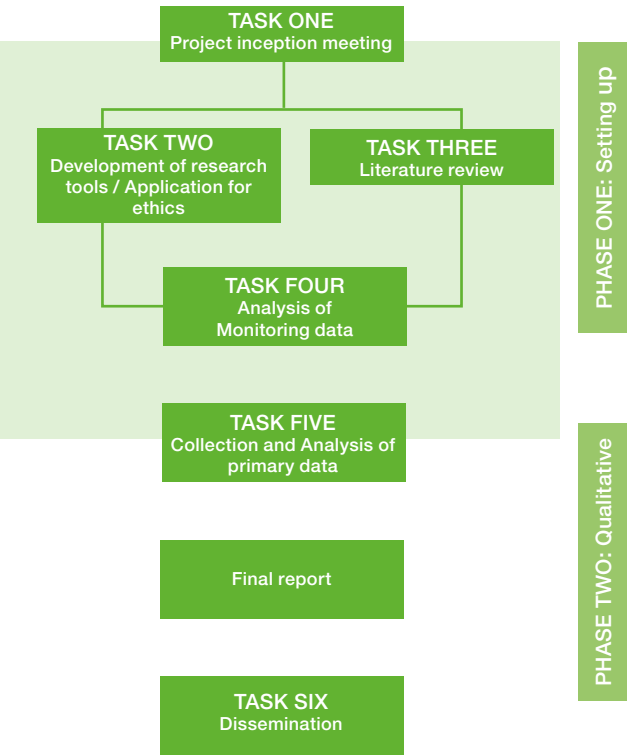 TASK ONE
Project inception meeting
TASK TWO
Development of research
tools / Application for
ethics
TASK THREE
Literature review
TASK FOUR
Analysis of
Monitoring data
TASK FIVE
Collection and Analysis of
primary data
Final report
TASK SIX
Dissemination
PHASE ONE: Setting up
PHASE TWO: Qualitative